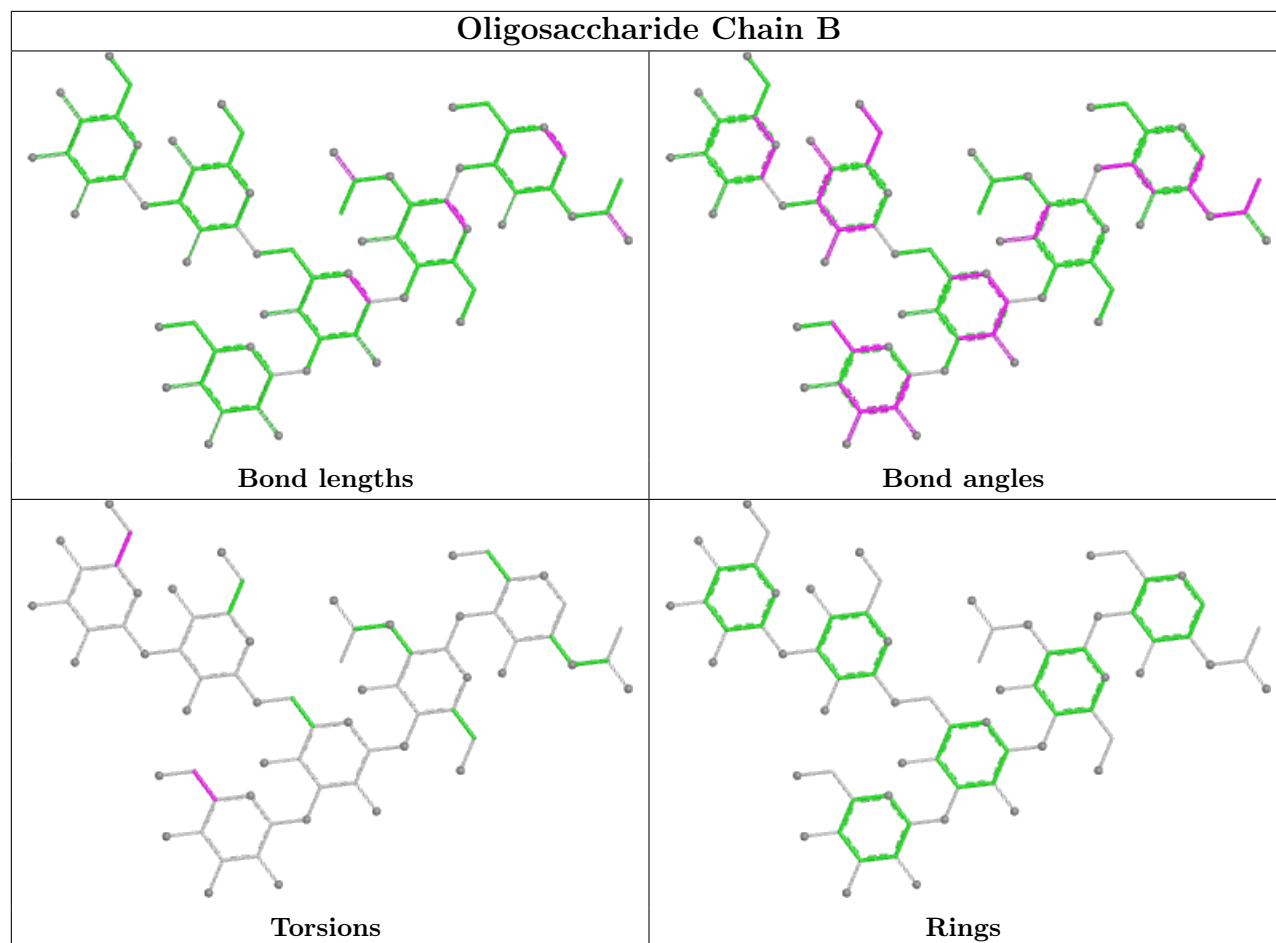 Oligosaccharide Chain B
Bond lengths
Bond angles
Torsions
Rings